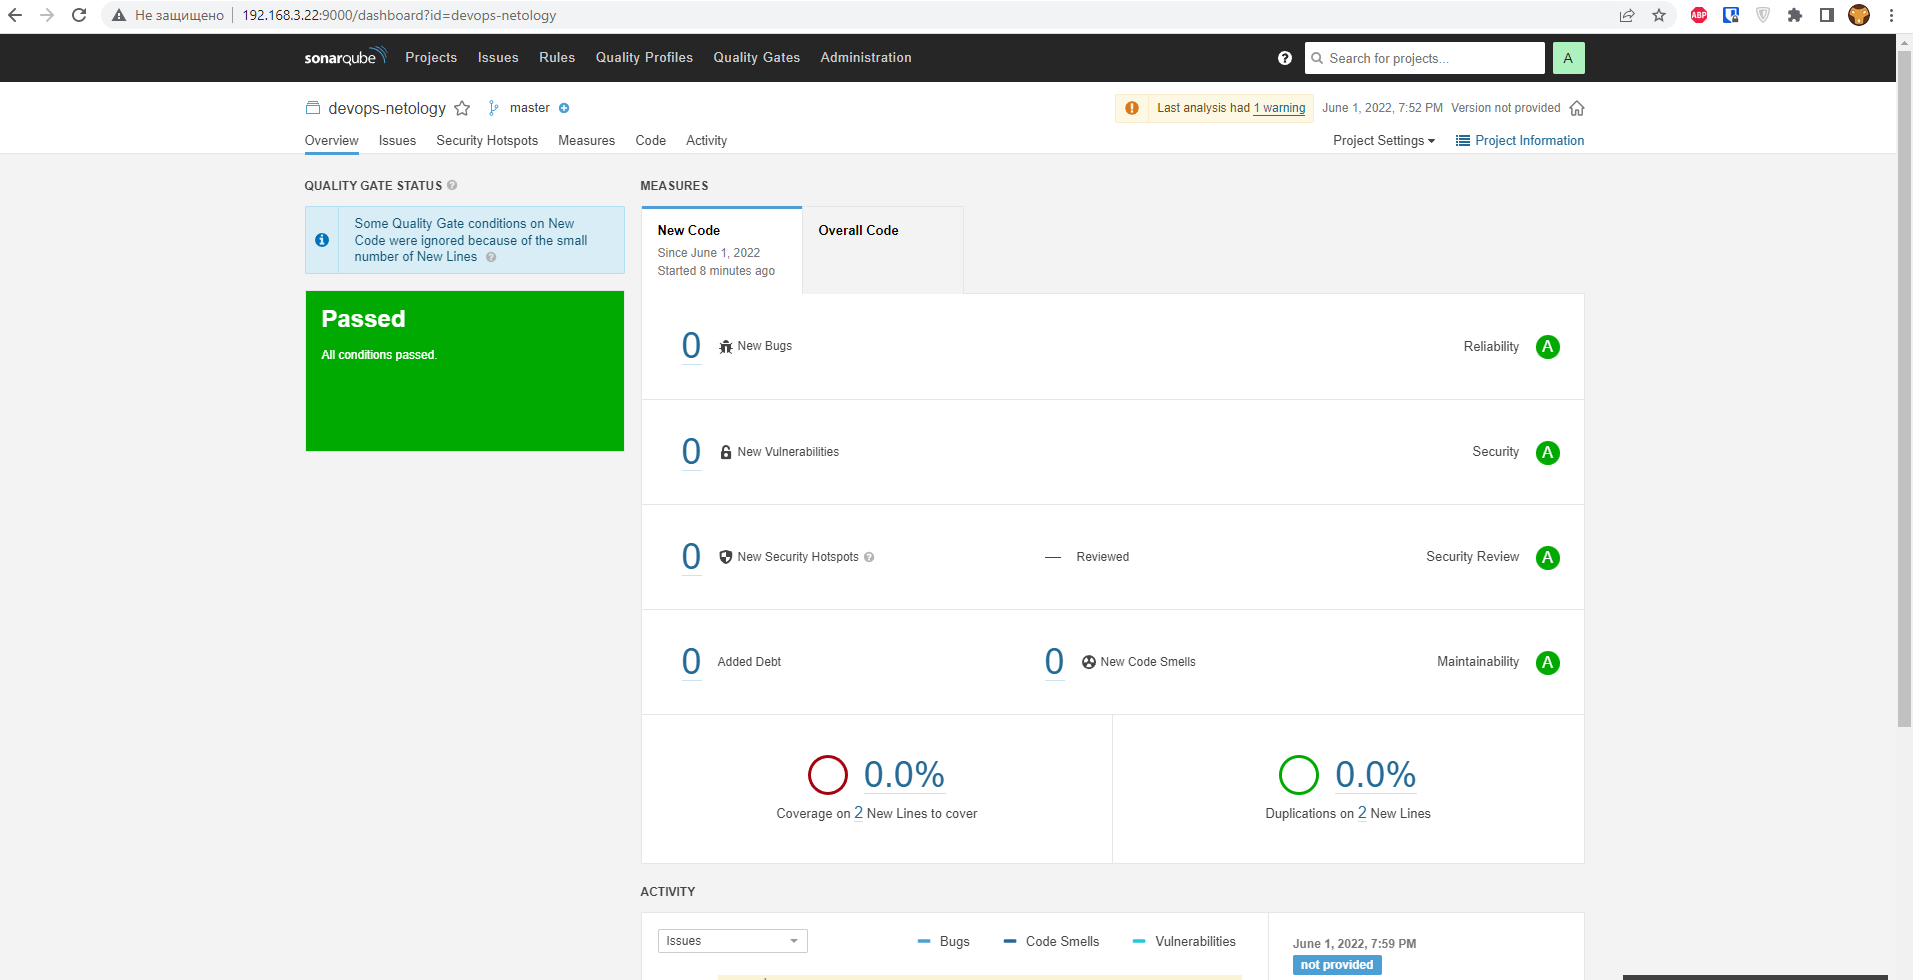 Не защищено 192.168.3.22:9000/dashboard?id=devops-netology
ABP
sonarqube Projects Issues Rules Quality Profiles Quality Gates Administration
Search for projects... A
devops-netology master
Last analysis had 1 warning June 1, 2022, 7:52 PM Version not provided
Overview Issues Security Hotspots Measures Code Activity
Project Settings Project Information
QUALITY GATE STATUS
Some Quality Gate conditions on New
Code were ignored because of the small
number of New Lines
Passed
All conditions passed.
MEASURES
New Code
Since June 1, 2022
Started 8 minutes ago
Overall Code
0 New Bugs Reliability A
0 New Vulnerabilities Security A
0 New Security Hotspots — Reviewed Security Review A
0 Added Debt 0 New Code Smells Maintainability A
0.0%
Coverage on 2 New Lines to cover
0.0%
Duplications on 2 New Lines
ACTIVITY
Issues
Bugs Code Smells Vulnerabilities
June 1, 2022, 7:59 PM
not provided